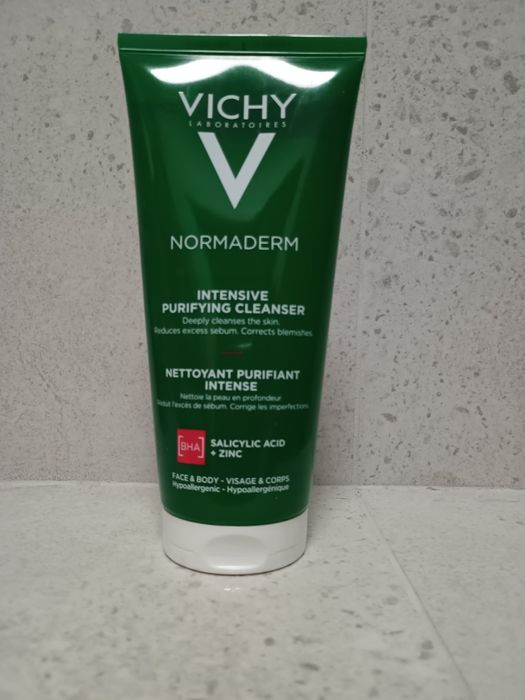 VICHY
LABORATOIRES
V
NORMADERM
INTENSIVE
PURIFYING CLEANSER
Deeply cleanses the skin.
Reduces excess sebum. Corrects blemishes.
NETTOYANT PURIFIANT
INTENSE
Nettoie la peau en profondeur
Réduit l'excès de sébum. Corrige les imperfections.
[BHA] SALICYLIC ACID
+ ZINC
FACE & BODY - VISAGE & CORPS
Hypoallergenic - Hypoallergénique